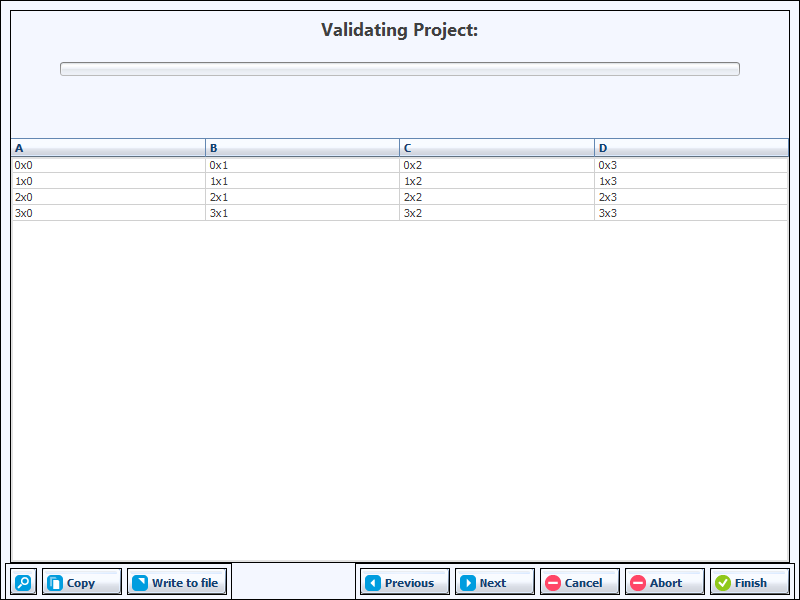 Validating Project:
A B C D
0x0 0x1 0x2 0x3
1x0 1x1 1x2 1x3
2x0 2x1 2x2 2x3
3x0 3x1 3x2 3x3
Copy Write to file Previous Next Cancel Abort Finish